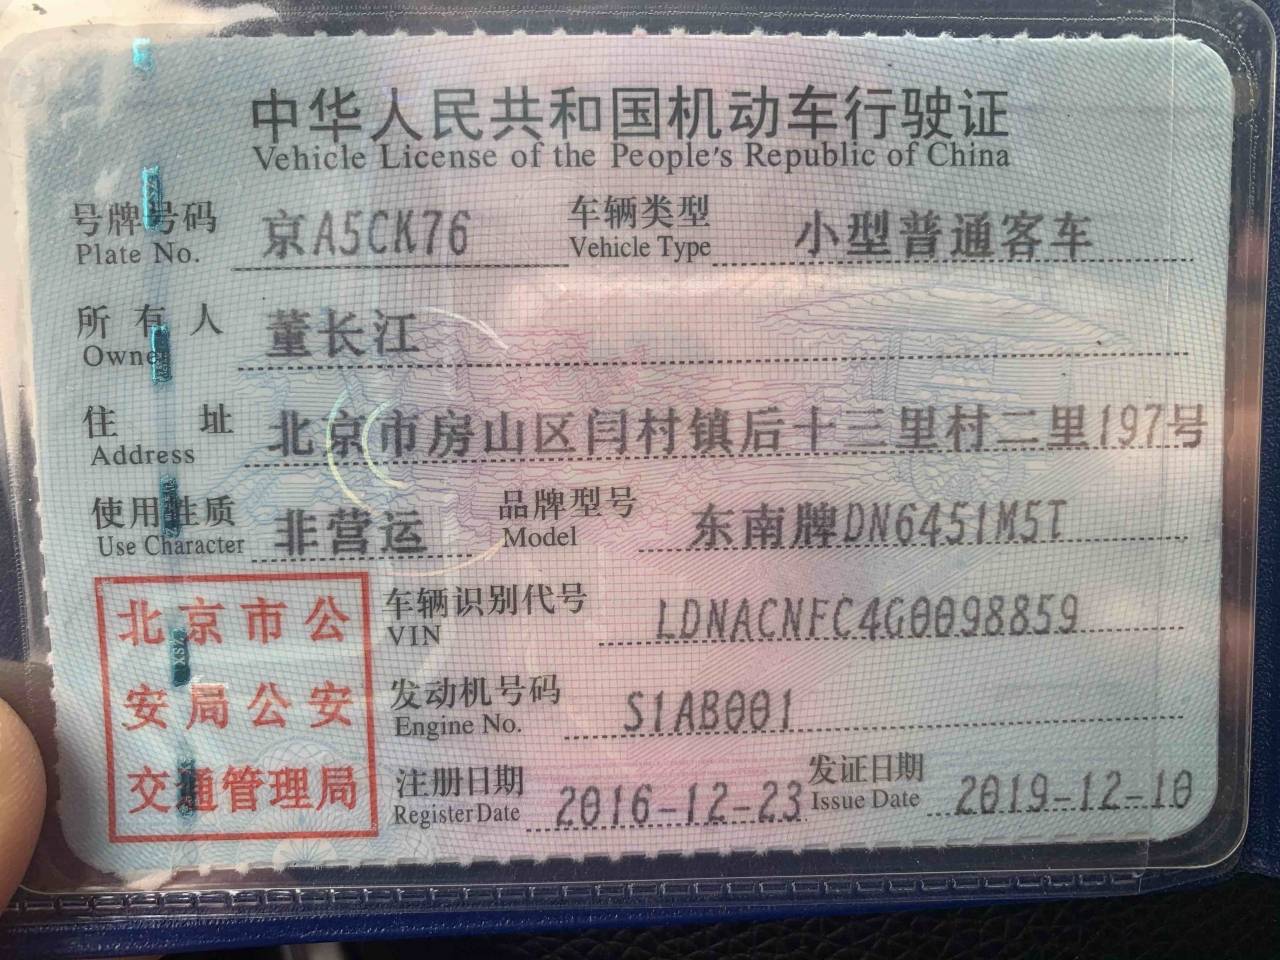 中华人民共和国机动车行驶证
Vehicle License of the People's Republic of China
号牌号码 京A5CK76 车辆类型 小型普通客车
Plate No. Vehicle Type
所有人 董长江
Owner
住址 北京市房山区闫村镇后十三里村二里197号
Address
使用性质 非营运 品牌型号 东南牌DN6451M5T
Use Character Model
北京市公
安局公安
交通管理局
车辆识别代号 LDNACNFC4G0098859
VIN
发动机号码 S1AB001
Engine No.
注册日期 2016-12-23 发证日期 2019-12-10
Register Date Issue Date